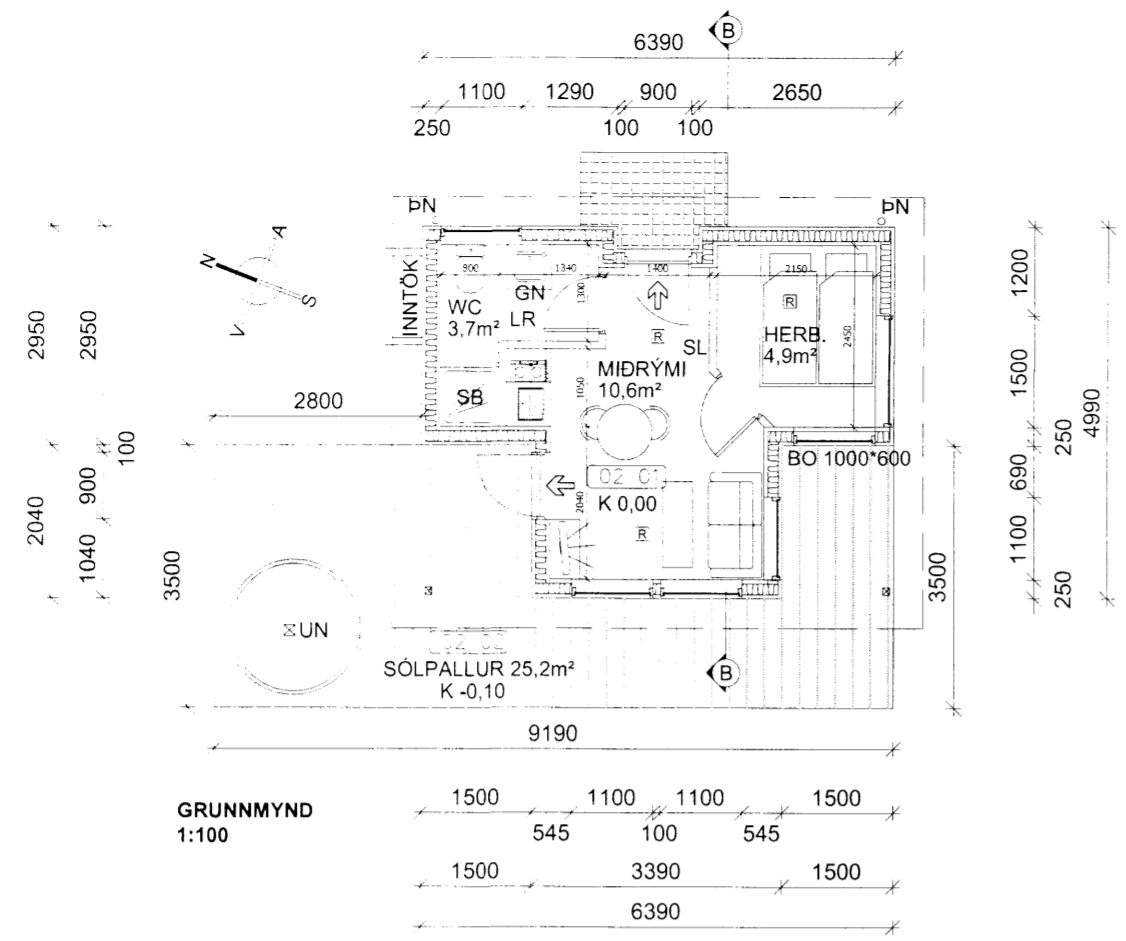 B
6390
1100 1290 900 2650
250 100 100
ÞN ÞN
A
N
S
V
INNTÖK
800 1340 1400 2150
1300
GN
WC
3,7m²
LR
R
R
SL
HERB.
4,9m²
2450
MIÐRÝMI
10,6m²
SB
1050
2950 2950
2800
100
2040 900
1040
3500
BO 1000*600
02 01
K 0,00
2040
R
1200
1500
4990
250
690
1100
250
3500
UN
02 02
SÓLPALLUR 25,2m²
K -0,10
B
9190
GRUNNMYND
1:100
1500 1100 1100 1500
545 100 545
1500 3390 1500
6390